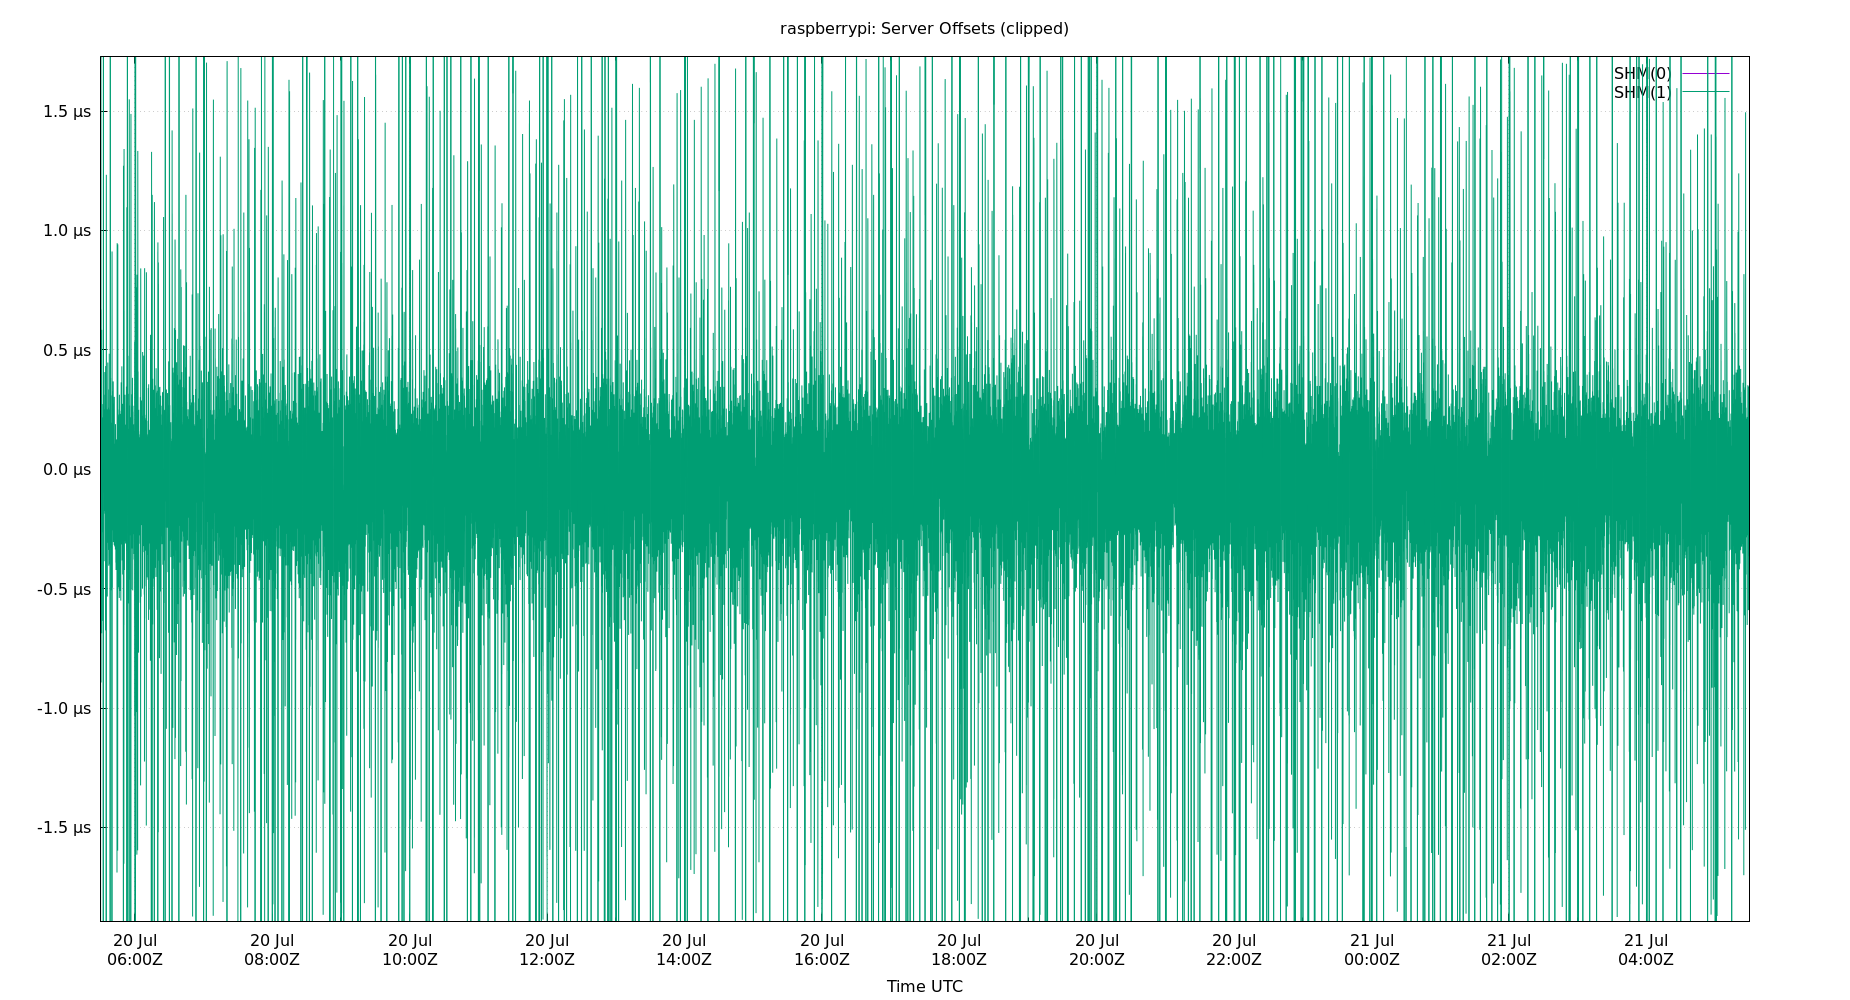 raspberrypi: Server Offsets (clipped)
SHM(0)
SHM(1)
1.5 µs
1.0 µs
0.5 µs
0.0 µs
-0.5 µs
-1.0 µs
-1.5 µs
20 Jul 20 Jul 20 Jul 20 Jul 20 Jul 20 Jul 20 Jul 20 Jul 20 Jul 21 Jul 21 Jul 21 Jul
06:00Z 08:00Z 10:00Z 12:00Z 14:00Z 16:00Z 18:00Z 20:00Z 22:00Z 00:00Z 02:00Z 04:00Z
Time UTC